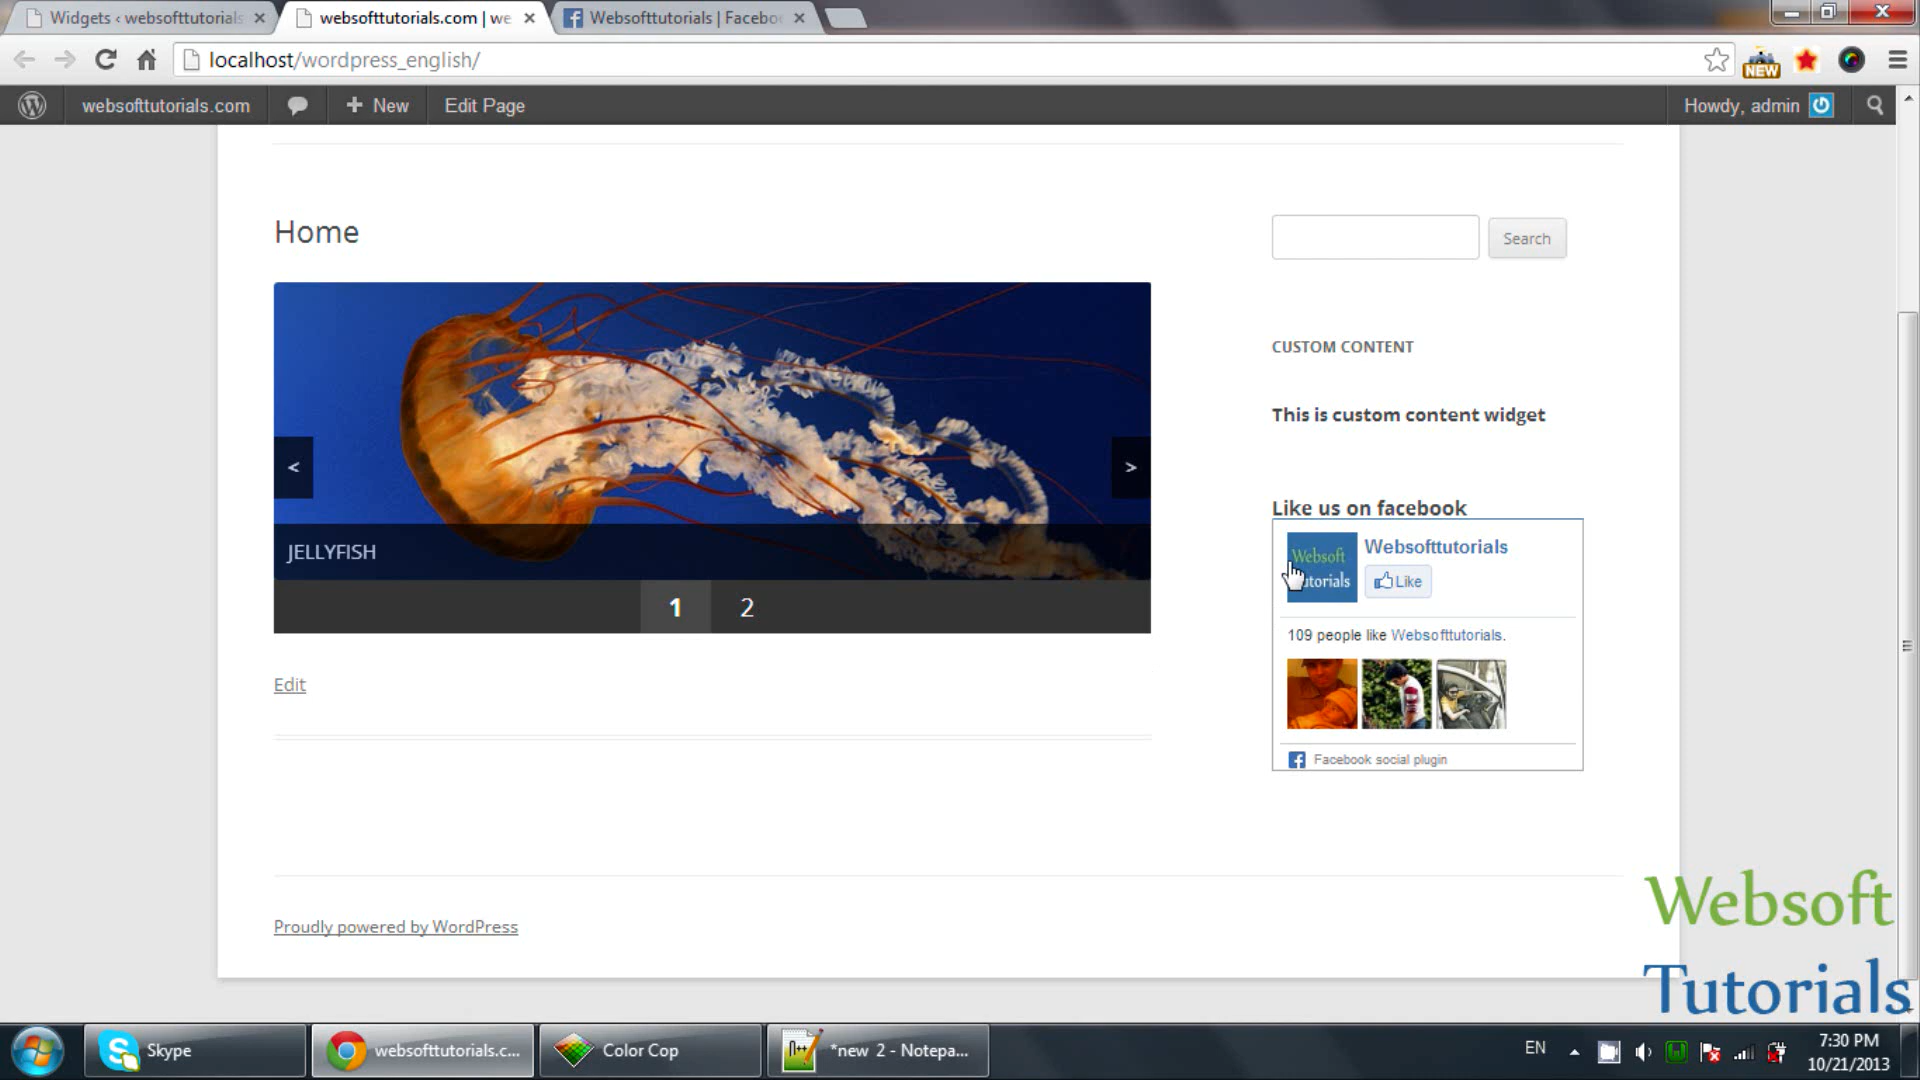 Widgets ‹ websofttutorials
websofttutorials.com | we
Websofttutorials | Facebo
localhost/wordpress_english/
NEW
websofttutorials.com
+ New
Edit Page
Howdy, admin
Home
Search
CUSTOM CONTENT
This is custom content widget
<
>
JELLYFISH
1
2
Like us on facebook
Websoft
utorials
Websofttutorials
Like
109 people like Websofttutorials.
Facebook social plugin
Edit
Proudly powered by WordPress
Websoft
Tutorials
Skype
websofttutorials.c...
Color Cop
*new 2 - Notepa...
EN
7:30 PM
10/21/2013